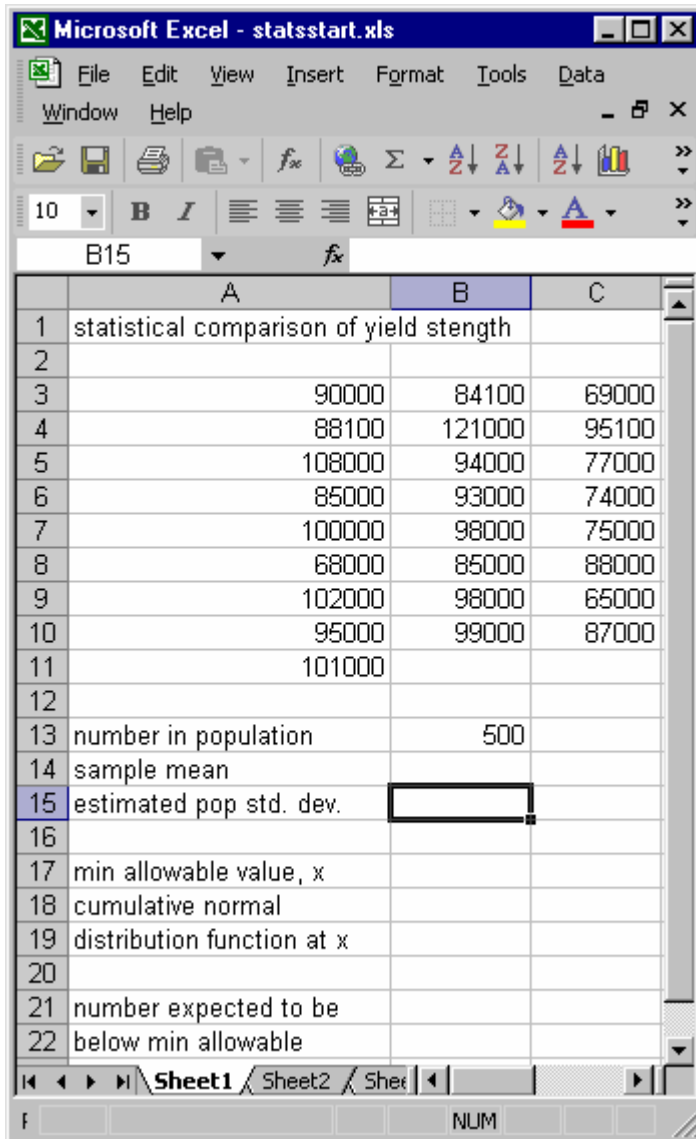 Microsoft Excel - statsstart.xls
File Edit View Insert Format Tools Data
Window Help
10 B I A
B15 fx
A B C
1 statistical comparison of yield stength
2
3 90000 84100 69000
4 88100 121000 95100
5 108000 94000 77000
6 85000 93000 74000
7 100000 98000 75000
8 68000 85000 88000
9 102000 98000 65000
10 95000 99000 87000
11 101000
12
13 number in population 500
14 sample mean
15 estimated pop std. dev.
16
17 min allowable value, x
18 cumulative normal
19 distribution function at x
20
21 number expected to be
22 below min allowable
Sheet1 Sheet2
NUM